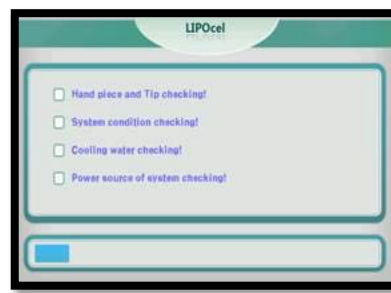 LIPOcel
Hand piece and Tip checking!
System condition checking!
Cooling water checking!
Power source of system checking!